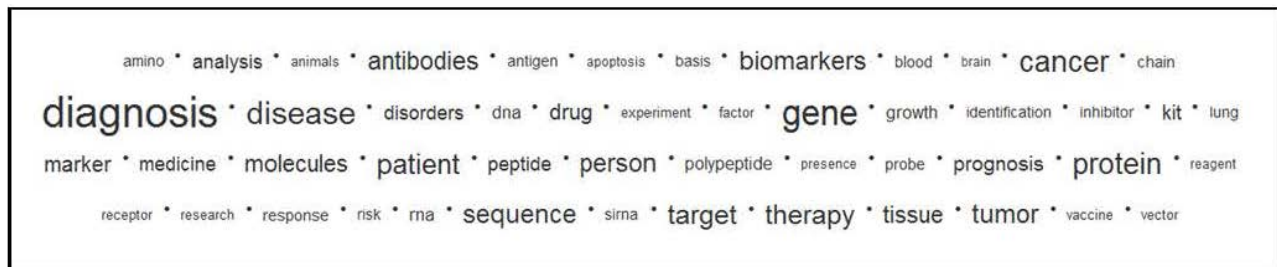 amino • analysis • animals • antibodies • antigen • apoptosis • basis • biomarkers • blood • brain • cancer • chain
diagnosis • disease • disorders • dna • drug • experiment • factor • gene • growth • identification • inhibitor • kit • lung
marker • medicine • molecules • patient • peptide • person • polypeptide • presence • probe • prognosis • protein • reagent
receptor • research • response • risk • rna • sequence • sirna • target • therapy • tissue • tumor • vaccine • vector